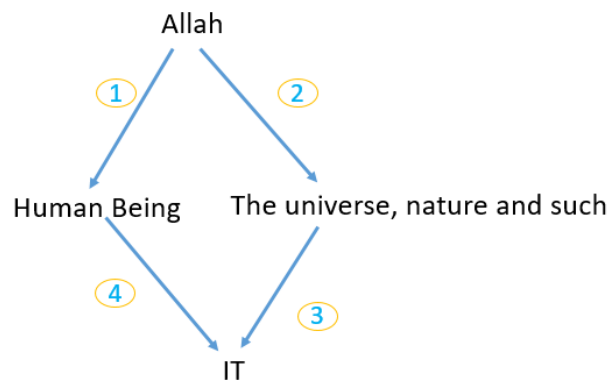 Allah
1
2
Human Being
The universe, nature and such
4
3
IT